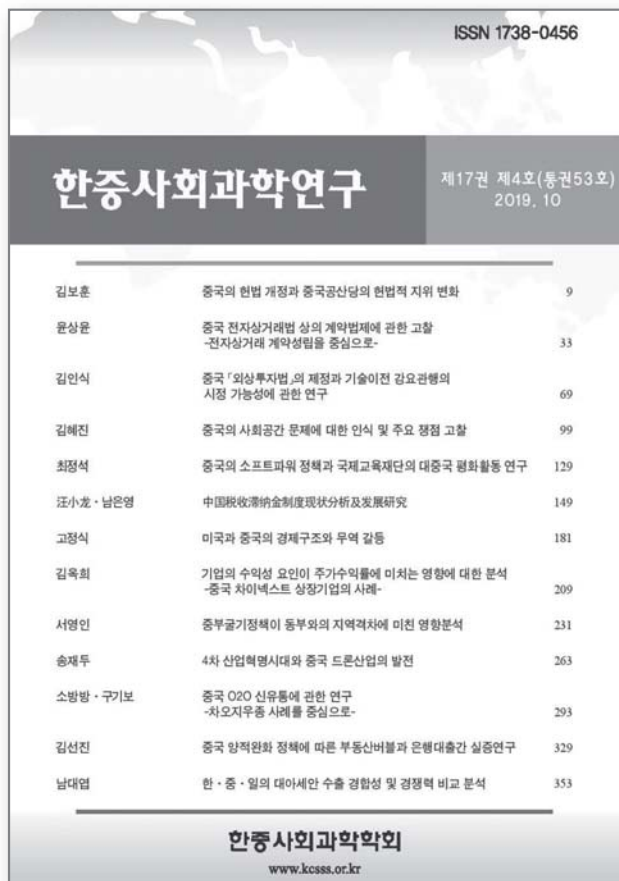 ISSN 1738-0456
한중사회과학연구
제17권 제4호(통권53호)
2019. 10
김보훈 중국의 헌법 개정과 중국공산당의 헌법적 지위 변화 9
윤상윤 중국 전자상거래법 상의 계약법제에 관한 고찰
-전자상거래 계약성립을 중심으로- 33
김인식 중국 「외상투자법」의 제정과 기술이전 강요관행의
시정 가능성에 관한 연구 69
김혜진 중국의 사회공간 문제에 대한 인식 및 주요 쟁점 고찰 99
최정석 중국의 소프트파워 정책과 국제교육재단의 대중국 평화활동 연구 129
汪小龙・남은영 中国税收滞纳金制度现状分析及发展研究 149
고정식 미국과 중국의 경제구조와 무역 갈등 181
김옥희 기업의 수익성 요인이 주가수익률에 미치는 영향에 대한 분석
-중국 차이넥스트 상장기업의 사례- 209
서영인 중부굴기정책이 동부와의 지역격차에 미친 영향분석 231
송재두 4차 산업혁명시대와 중국 드론산업의 발전 263
소방방・구기보 중국 O2O 신유통에 관한 연구
-차오지우종 사례를 중심으로- 293
김선진 중국 양적완화 정책에 따른 부동산버블과 은행대출간 실증연구 329
남대엽 한・중・일의 대아세안 수출 경합성 및 경쟁력 비교 분석 353
한중사회과학학회
www.kcsss.or.kr